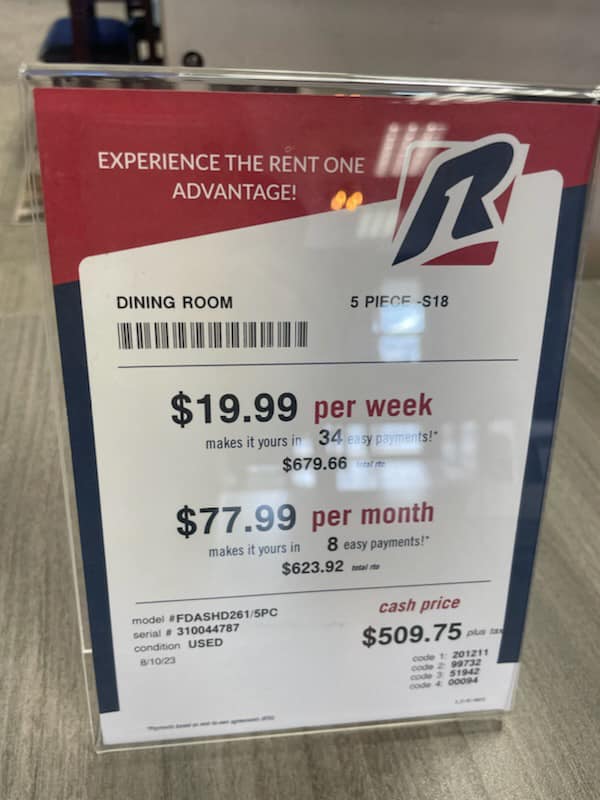 EXPERIENCE THE RENT ONE
ADVANTAGE!
R
DINING ROOM 5 PIECE -S18
$19.99 per week
makes it yours in 34 easy payments!*
$679.66 total rto
$77.99 per month
makes it yours in 8 easy payments!*
$623.92 total rto
cash price
model #FDASHD261/5PC
serial # 310044787
$509.75 plus tax
condition USED
8/10/23
code 1: 201211
code 2: 99732
code 3: 51942
code 4: 00094